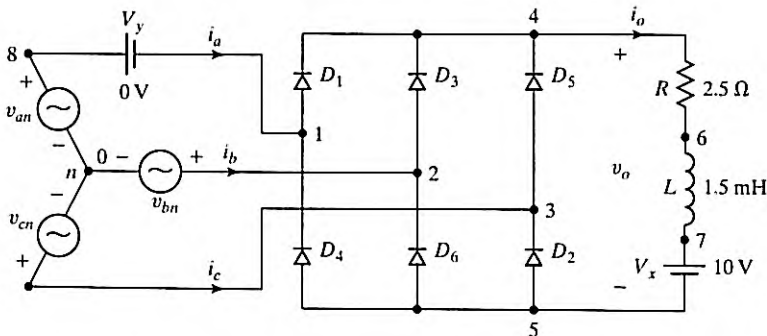 V_y
i_a
4
i_o
8
+
+
+
0 V
D_1
D_3
D_5
R
2.5 Ω
v_an
1
6
−
0
−
+
i_b
n
v_bn
2
v_o
L
1.5 mH
−
v_cn
3
7
+
i_c
D_4
D_6
D_2
V_x
10 V
−
5